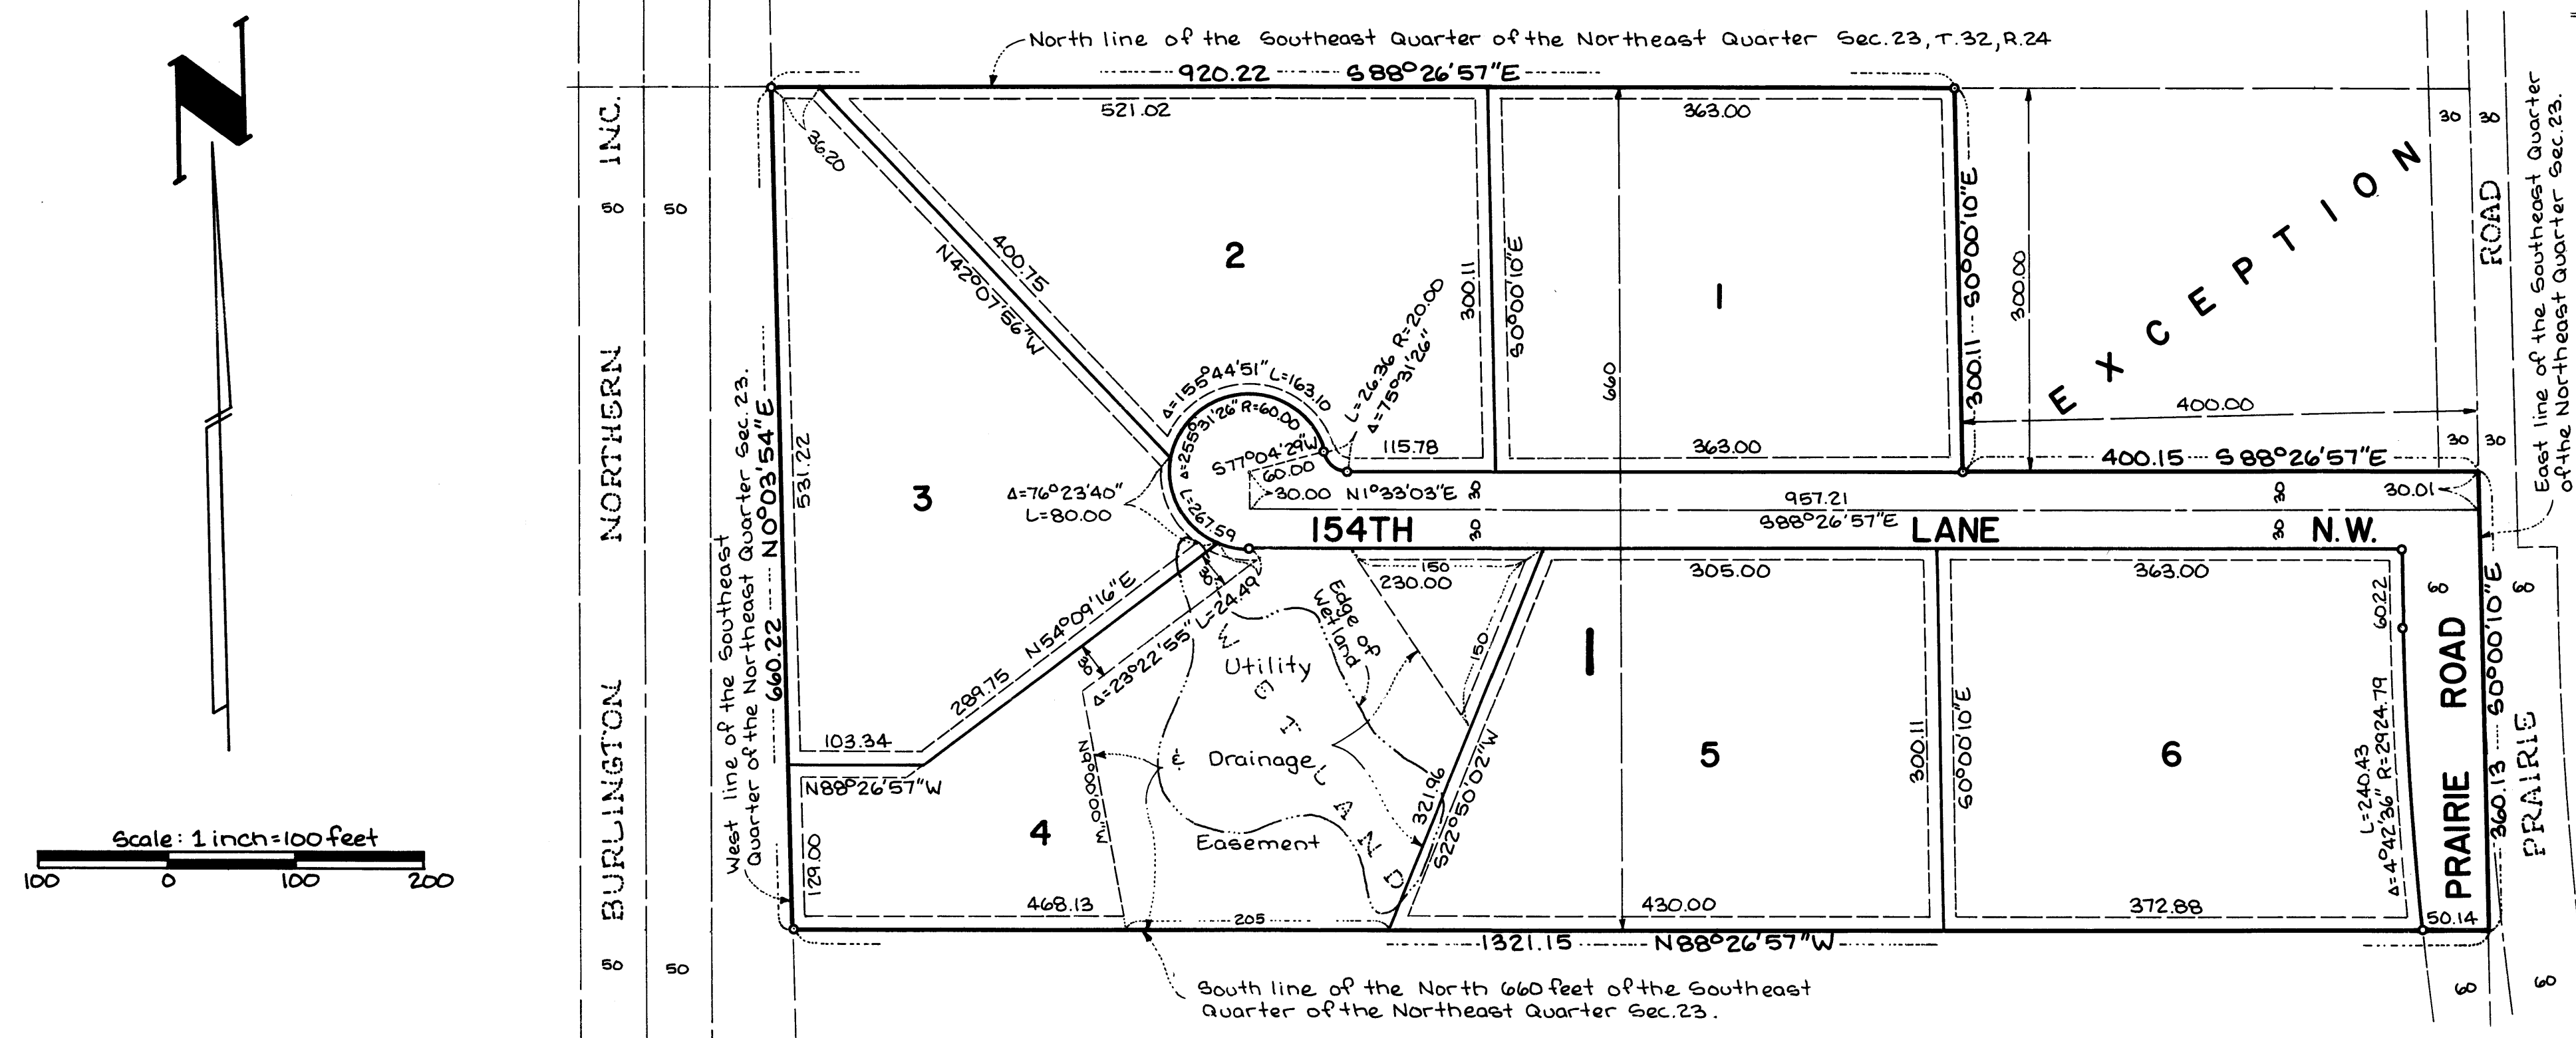 N
North line of the Southeast Quarter of the Northeast Quarter Sec.23, T.32, R.24
920.22 S88°26'57"E
521.02
363.00
36.20
50
50
BURLINGTON NORTHERN INC.
30
30
ROAD
East line of the Southeast Quarter
of the Northeast Quarter Sec.23.
EXCEPTION
300.00
400.00
300.11 S0°00'10"E
400.75
N42°07'56"W
2
300.11
S0°00'10"E
1
660
L=26.36 R=20.00
Δ=75°31'26"
Δ=155°44'51" L=163.10
Δ=255°31'26" R=60.00
L=267.59
S77°04'29"W
60.00
115.78
363.00
30
30
400.15 S88°26'57"E
30.01
30.00 N1°33'03"E
30
957.21
30
S88°26'57"E
154TH LANE N.W.
30
30
3
Δ=76°23'40"
L=80.00
531.22
660.22 N0°03'54"E
West line of the Southeast
Quarter of the Northeast Quarter Sec.23.
N54°09'16"E
289.75
30
30
Δ=23°22'55" L=24.49
150
230.00
305.00
363.00
60.22
60
60
Edge of
Wetland
150
WETLAND
Utility
& Drainage
Easement
1
103.34
N88°26'57"W
N09°00'00"W
4
129.00
468.13
205
321.96
S22°50'02"W
5
430.00
300.11
S0°00'10"E
6
372.88
L=240.43
Δ=4°42'36" R=2924.79
PRAIRIE ROAD
360.13 S0°00'10"E
PRAIRIE
50.14
1321.15 N88°26'57"W
50
50
60
60
South line of the North 660 feet of the Southeast
Quarter of the Northeast Quarter Sec.23.
Scale: 1 inch=100 feet
100 0 100 200